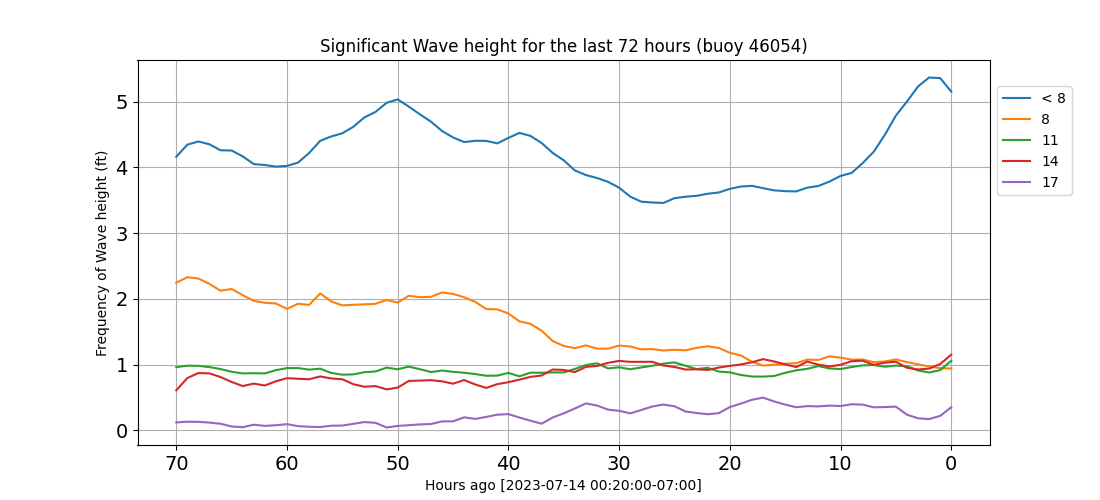 Significant Wave height for the last 72 hours (buoy 46054)
Frequency of Wave height (ft)
5
4
3
2
1
0
70 60 50 40 30 20 10 0
Hours ago [2023-07-14 00:20:00-07:00]
< 8
8
11
14
17